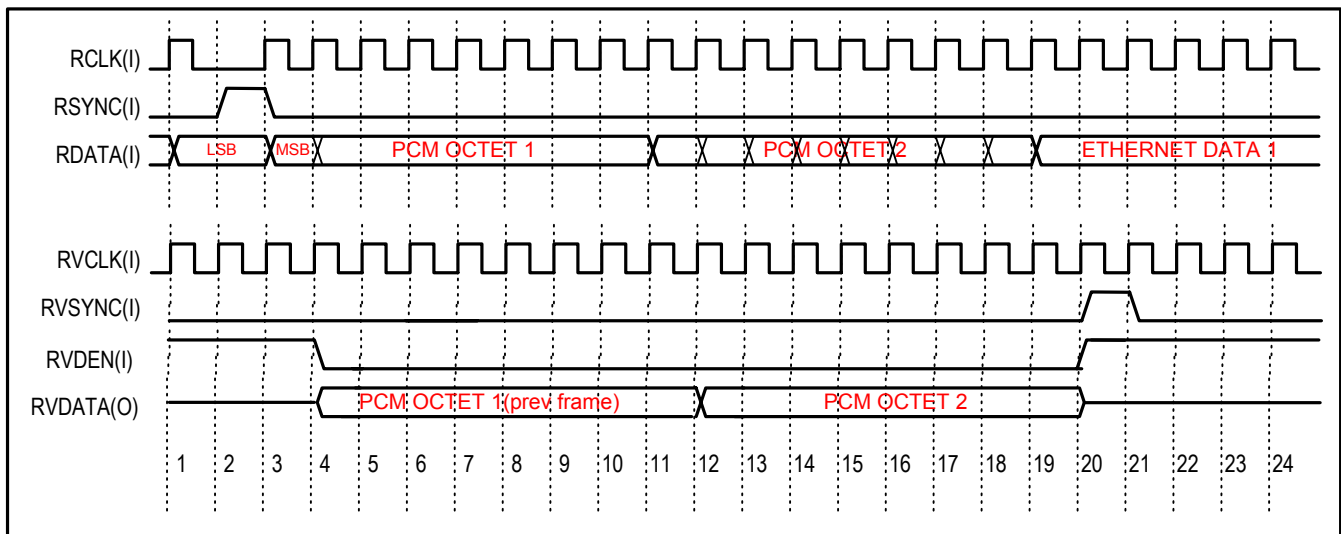 RCLK(I)
RSYNC(I)
RDATA(I) LSB MSB PCM OCTET 1 PCM OCTET 2 ETHERNET DATA 1
RVCLK(I)
RVSYNC(I)
RVDEN(I)
RVDATA(O) PCM OCTET 1(prev frame) PCM OCTET 2
1 2 3 4 5 6 7 8 9 10 11 12 13 14 15 16 17 18 19 20 21 22 23 24